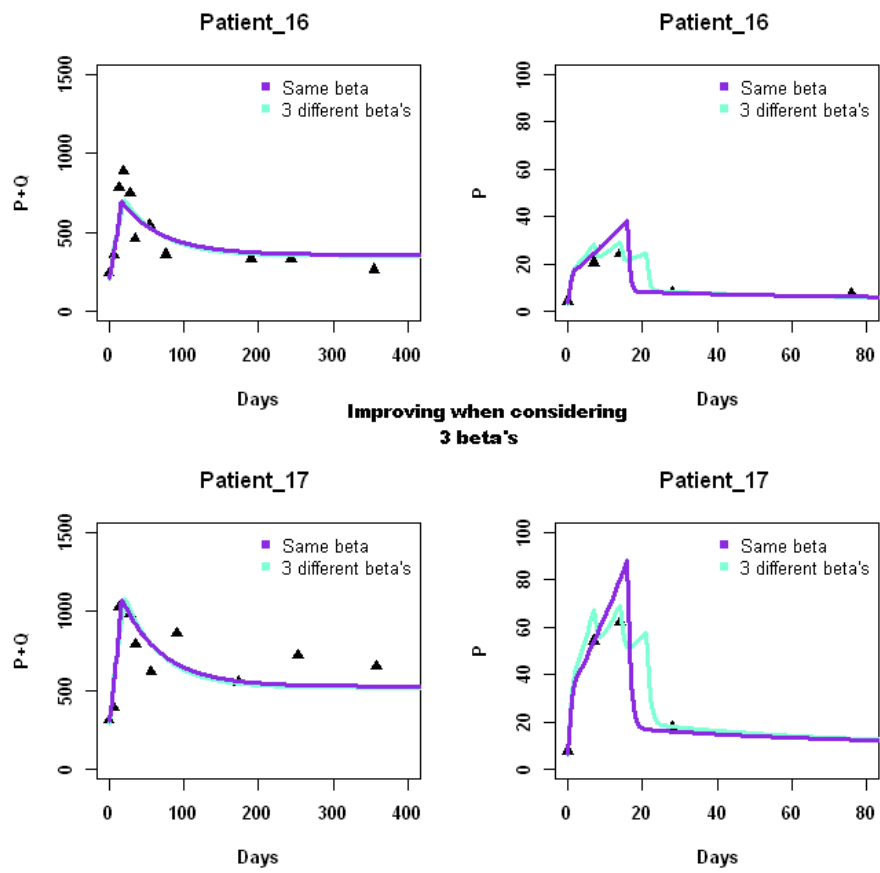 Patient_16
P+Q
0 500 1000 1500
Same beta
3 different beta's
0 100 200 300 400
Days
Patient_16
P
0 20 40 60 80 100
Same beta
3 different beta's
0 20 40 60 80
Days
Improving when considering
3 beta's
Patient_17
P+Q
0 500 1000 1500
Same beta
3 different beta's
0 100 200 300 400
Days
Patient_17
P
0 20 40 60 80 100
Same beta
3 different beta's
0 20 40 60 80
Days